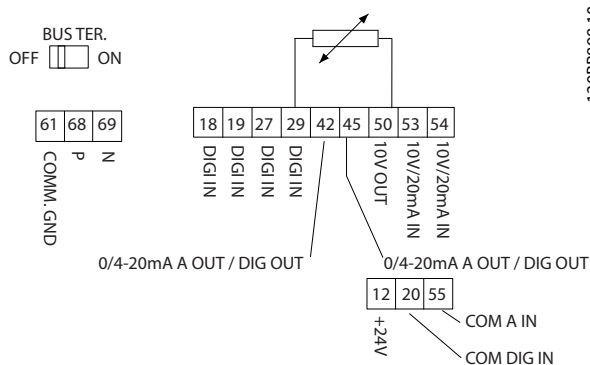 BUS TER.
OFF ON
61 68 69
COMM. GND
P
N
18 19 27 29 42 45 50 53 54
DIGI IN
DIGI IN
DIGI IN
DIGI IN
10V OUT
10V/20mA IN
10V/20mA IN
0/4-20mA A OUT / DIG OUT
0/4-20mA A OUT / DIG OUT
12 20 55
+24V
COM A IN
COM DIG IN